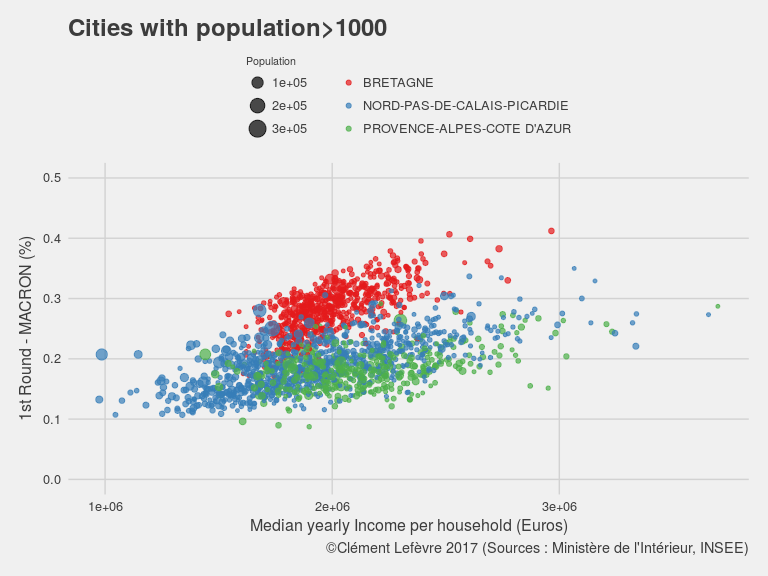 Cities with population>1000
Population
1e+05
2e+05
3e+05
BRETAGNE
NORD-PAS-DE-CALAIS-PICARDIE
PROVENCE-ALPES-COTE D'AZUR
1st Round - MACRON (%)
0.5
0.4
0.3
0.2
0.1
0.0
1e+06 2e+06 3e+06
Median yearly Income per household (Euros)
©Clément Lefèvre 2017 (Sources : Ministère de l'Intérieur, INSEE)